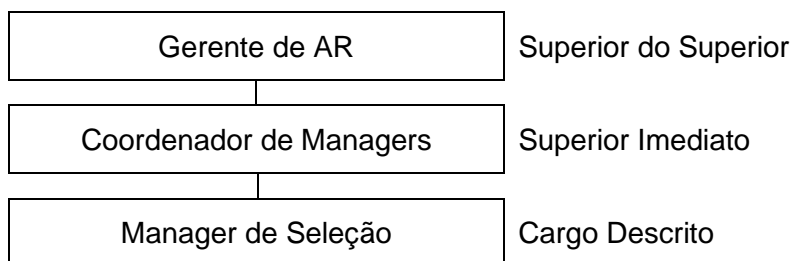 Gerente de AR Superior do Superior
Coordenador de Managers Superior Imediato
Manager de Seleção Cargo Descrito